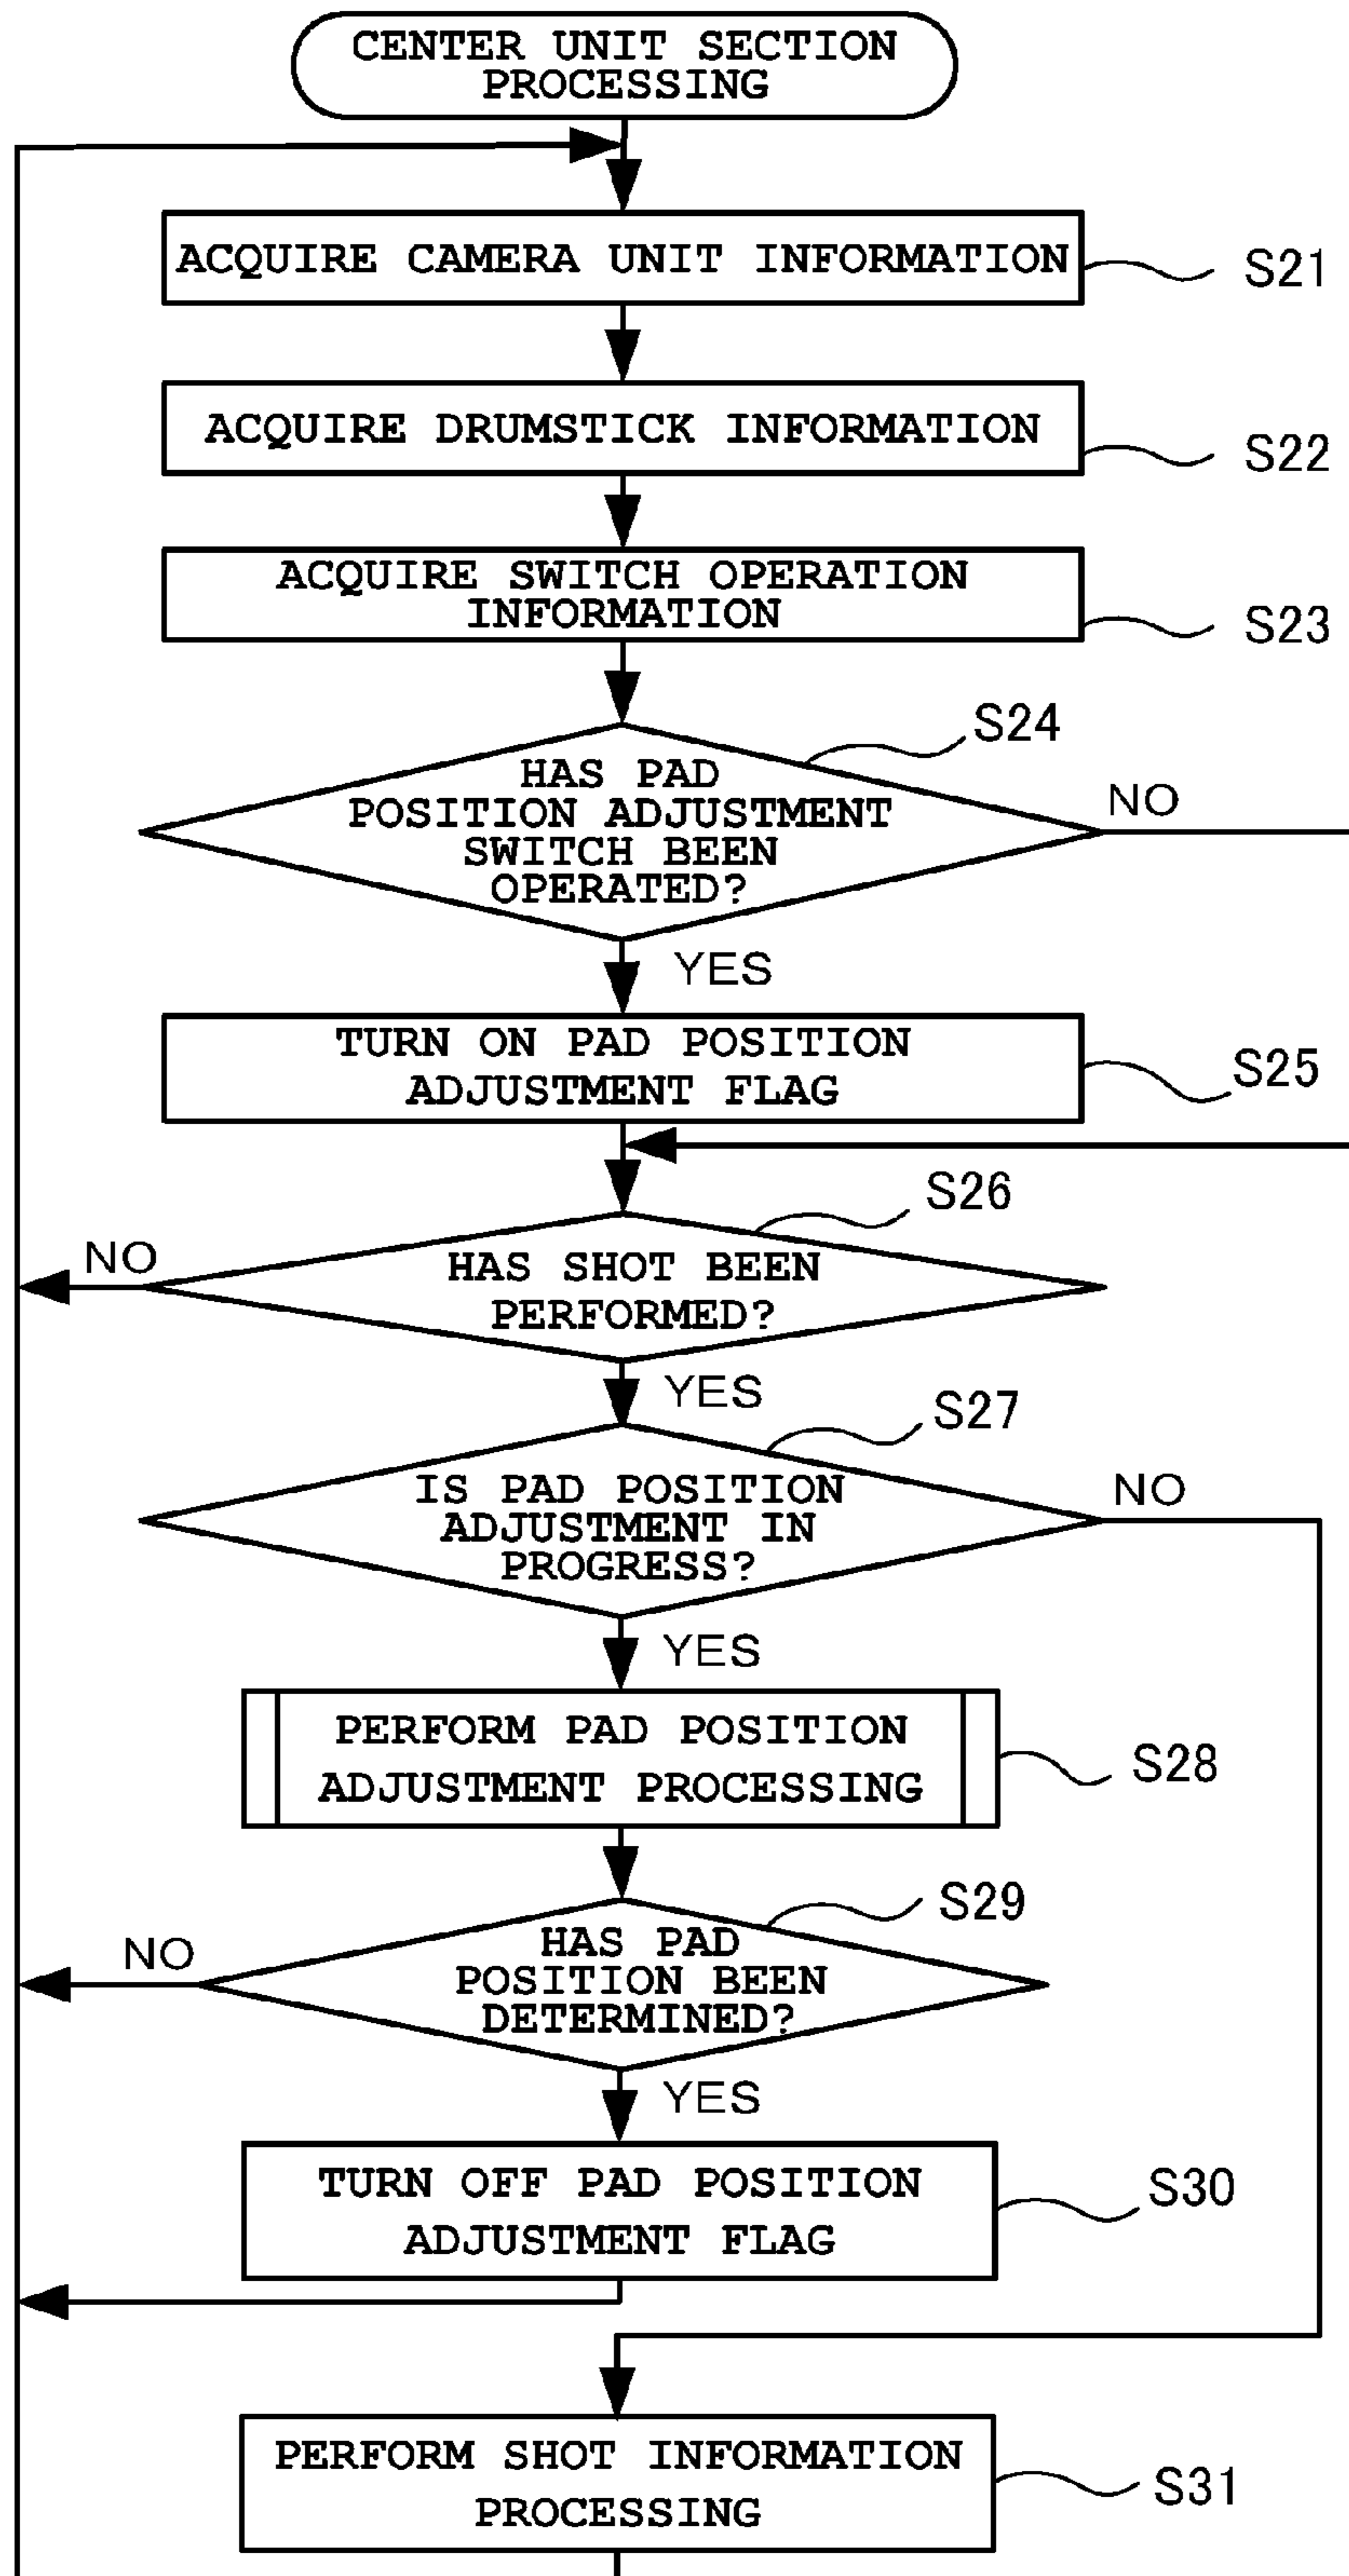 CENTER UNIT SECTION
PROCESSING
ACQUIRE CAMERA UNIT INFORMATION
S21
ACQUIRE DRUMSTICK INFORMATION
S22
ACQUIRE SWITCH OPERATION
INFORMATION
S23
S24
HAS PAD
POSITION ADJUSTMENT
SWITCH BEEN
OPERATED?
NO
YES
TURN ON PAD POSITION
ADJUSTMENT FLAG
S25
S26
NO
HAS SHOT BEEN
PERFORMED?
YES
S27
IS PAD POSITION
ADJUSTMENT IN
PROGRESS?
NO
YES
PERFORM PAD POSITION
ADJUSTMENT PROCESSING
S28
S29
NO
HAS PAD
POSITION BEEN
DETERMINED?
YES
TURN OFF PAD POSITION
ADJUSTMENT FLAG
S30
PERFORM SHOT INFORMATION
PROCESSING
S31